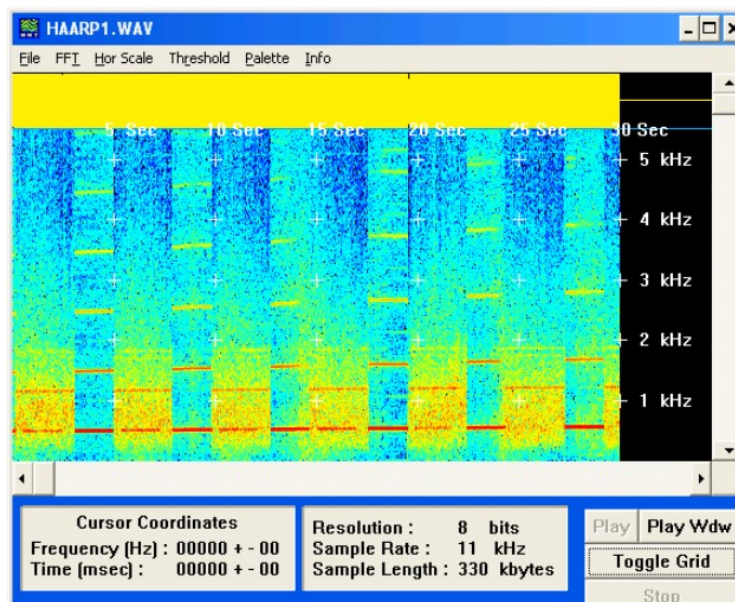 HAARP1.WAV
File FFT Hor Scale Threshold Palette Info
5 Sec 10 Sec 15 Sec 20 Sec 25 Sec 30 Sec
5 kHz
4 kHz
3 kHz
2 kHz
1 kHz
Cursor Coordinates
Frequency (Hz) : 00000 + - 00
Time (msec) : 00000 + - 00
Resolution : 8 bits
Sample Rate : 11 kHz
Sample Length : 330 kbytes
Play Play Wdw
Toggle Grid
Stop